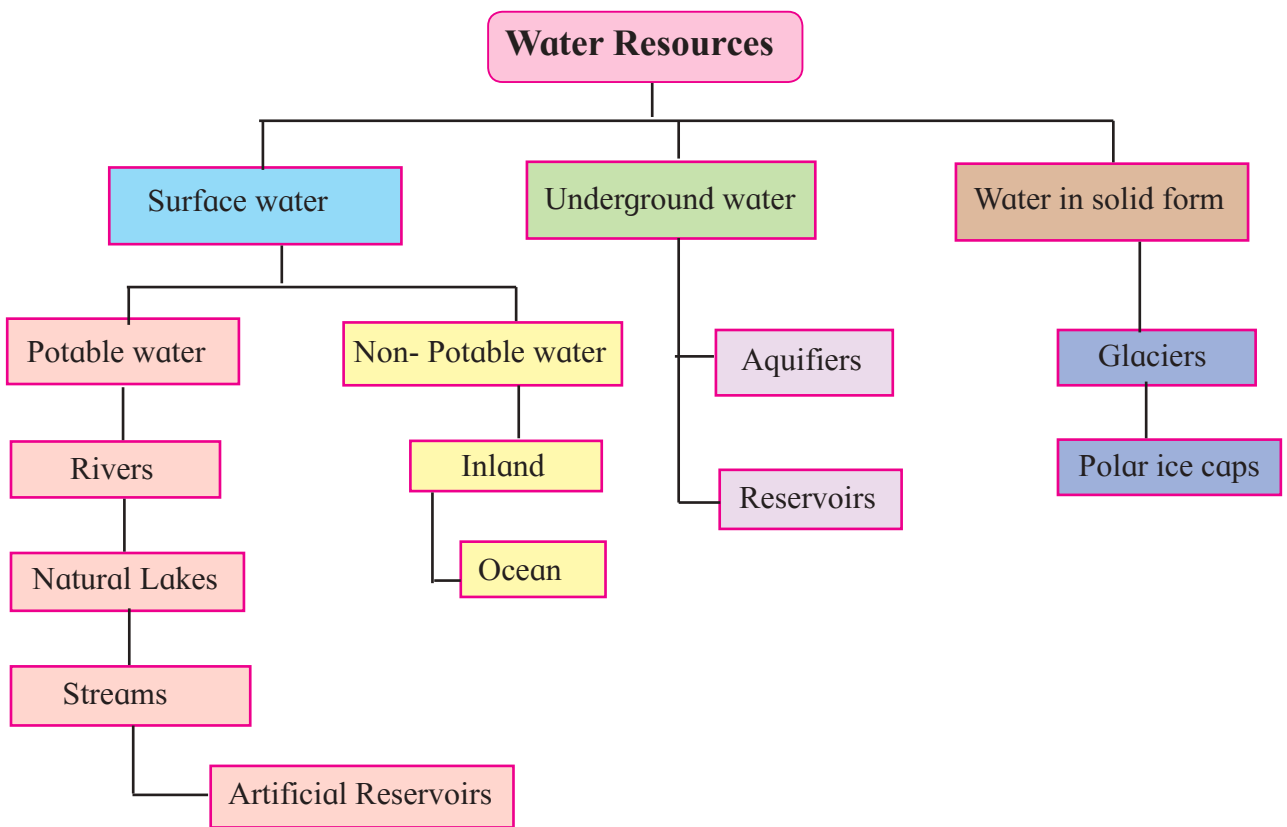 Water Resources
Surface water
Underground water
Water in solid form
Potable water
Non- Potable water
Aquifiers
Glaciers
Rivers
Inland
Reservoirs
Polar ice caps
Natural Lakes
Ocean
Streams
Artificial Reservoirs